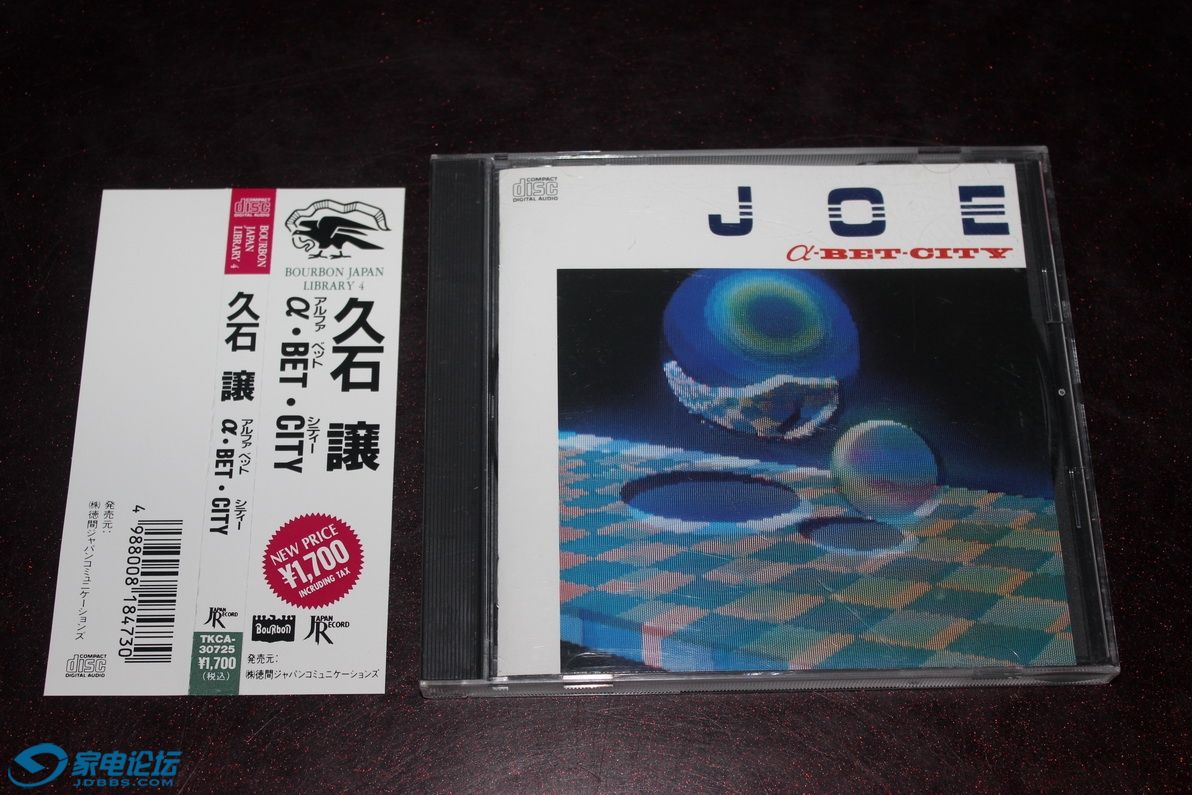 COMPACT
disc
DIGITAL AUDIO
BOURBON
JAPAN
LIBRARY 4
BOURBON JAPAN
LIBRARY 4
久石 譲
アルファ ベット シティー
α・BET・CITY
久石 譲
アルファ ベット シティー
α・BET・CITY
NEW PRICE
¥1,700
INCRUDING TAX
発売元:
㈱徳間ジャパンコミュニケーションズ
4 988008 184730
COMPACT
disc
DIGITAL AUDIO
JAPAN
RECORD
TKCA-
30725
¥1,700
(税込)
BOURBON
JAPAN
RECORD
発売元:
㈱徳間ジャパンコミュニケーションズ
COMPACT
disc
DIGITAL AUDIO
JOE
α-BET-CITY
家电论坛
JDBBS.COM